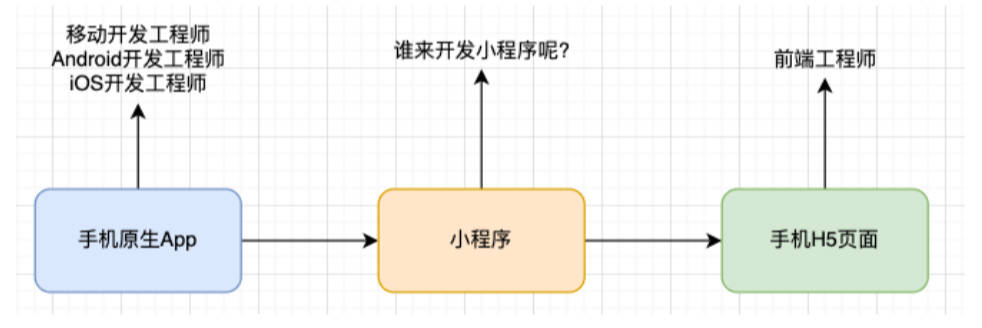 移动开发工程师
Android开发工程师
iOS开发工程师
谁来开发小程序呢?
前端工程师
手机原生App
小程序
手机H5页面